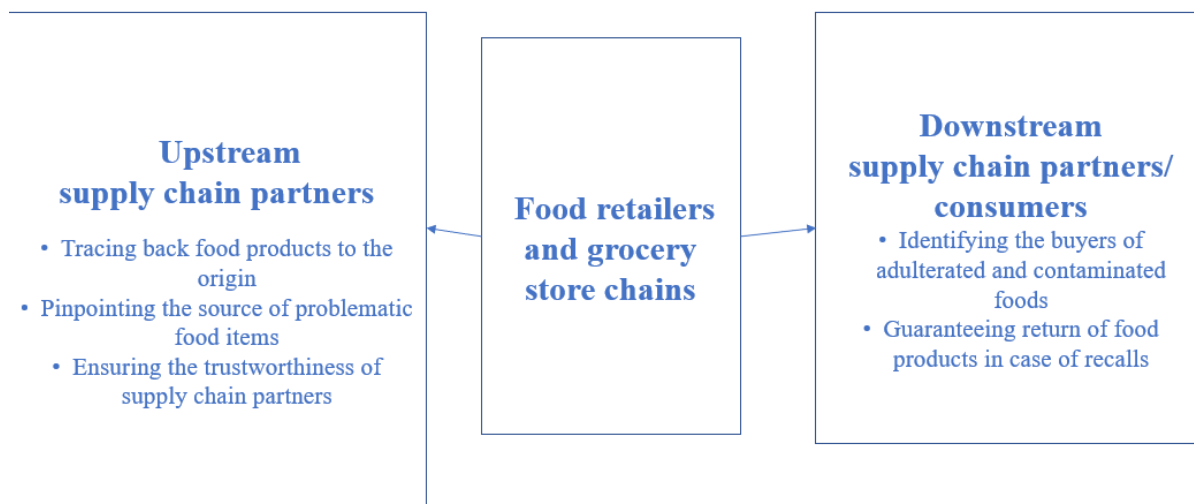 Upstream
supply chain partners
• Tracing back food products to the
origin
• Pinpointing the source of problematic
food items
• Ensuring the trustworthiness of
supply chain partners
Food retailers
and grocery
store chains
Downstream
supply chain partners/
consumers
• Identifying the buyers of
adulterated and contaminated
foods
• Guaranteeing return of food
products in case of recalls